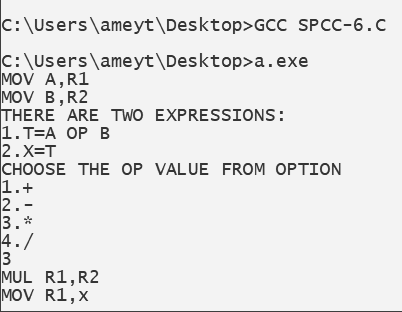 C:\Users\ameyt\Desktop>GCC SPCC-6.C
C:\Users\ameyt\Desktop>a.exe
MOV A,R1
MOV B,R2
THERE ARE TWO EXPRESSIONS:
1.T=A OP B
2.X=T
CHOOSE THE OP VALUE FROM OPTION
1.+
2.-
3.*
4./
3
MUL R1,R2
MOV R1,x